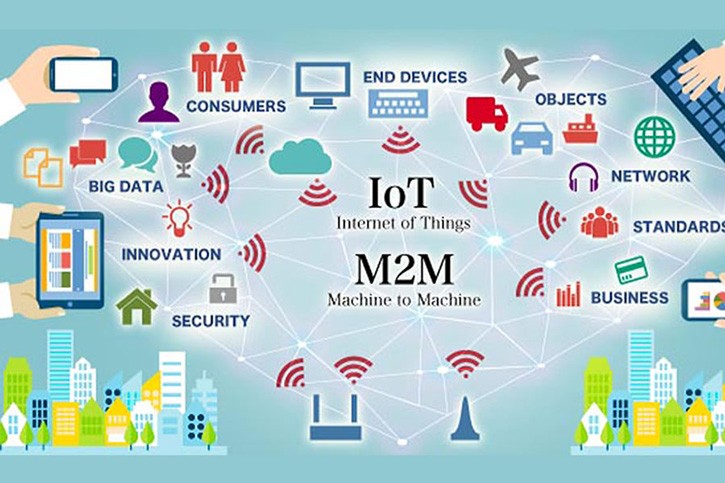 CONSUMERS
END DEVICES
OBJECTS
BIG DATA
IoT
Internet of Things
NETWORK
INNOVATION
STANDARDS
M2M
Machine to Machine
SECURITY
BUSINESS